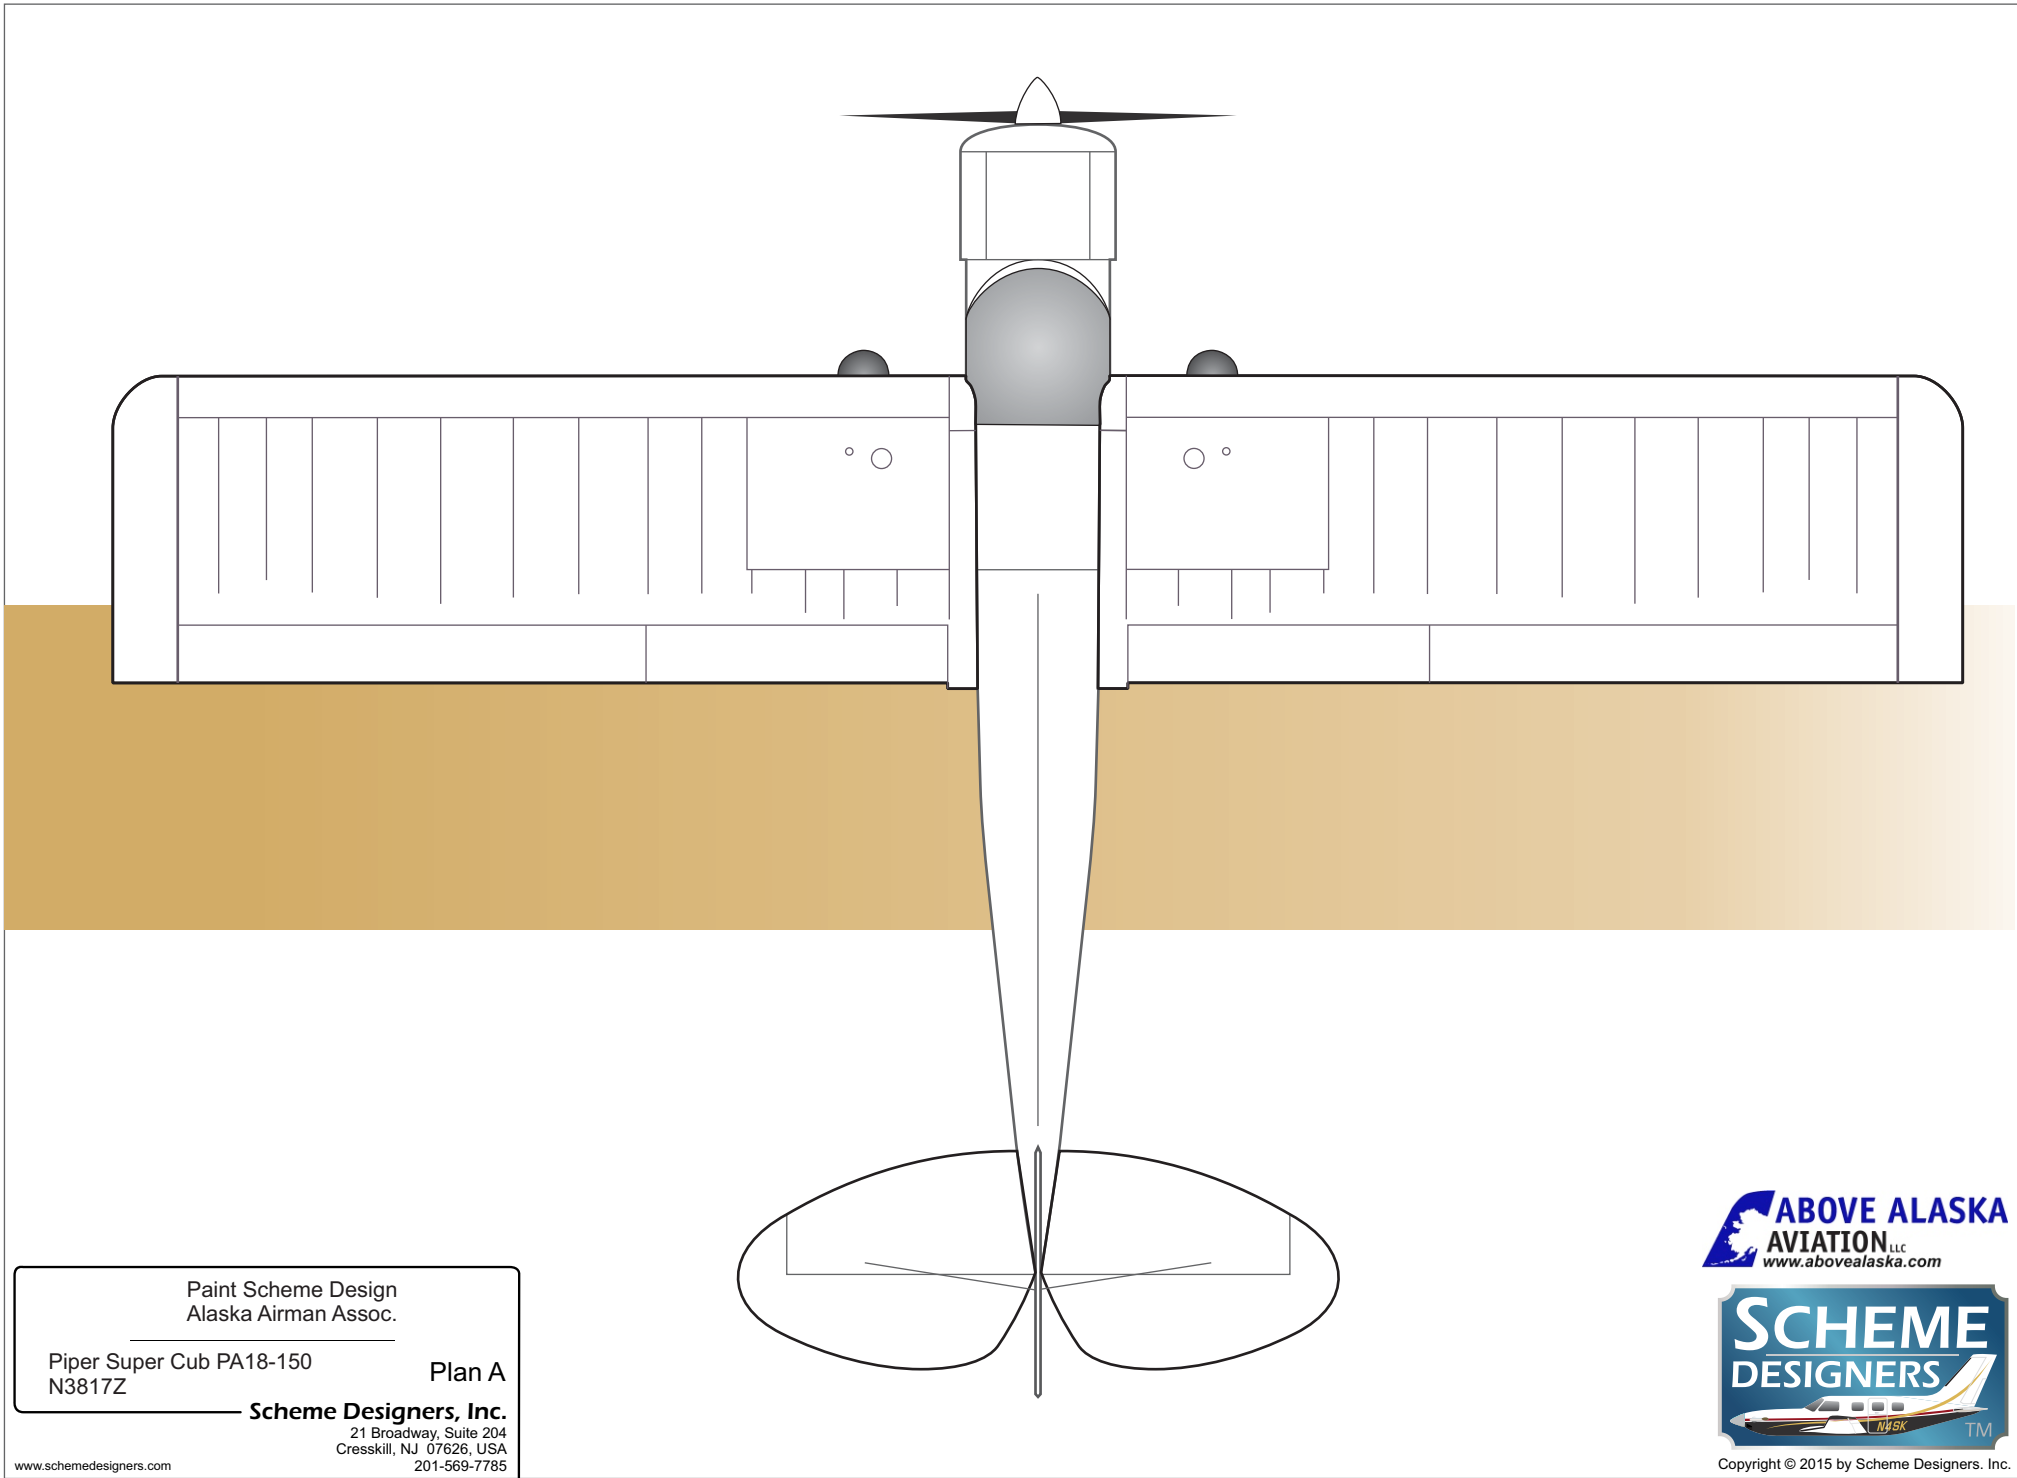 Paint Scheme Design
Alaska Airman Assoc.
Piper Super Cub PA18-150
N3817Z
Plan A
Scheme Designers, Inc.
21 Broadway, Suite 204
Cresskill, NJ 07626, USA
201-569-7785
www.schemedesigners.com
ABOVE ALASKA
AVIATION LLC
www.abovealaska.com
SCHEME
DESIGNERS
N4SK
TM
Copyright © 2015 by Scheme Designers. Inc.